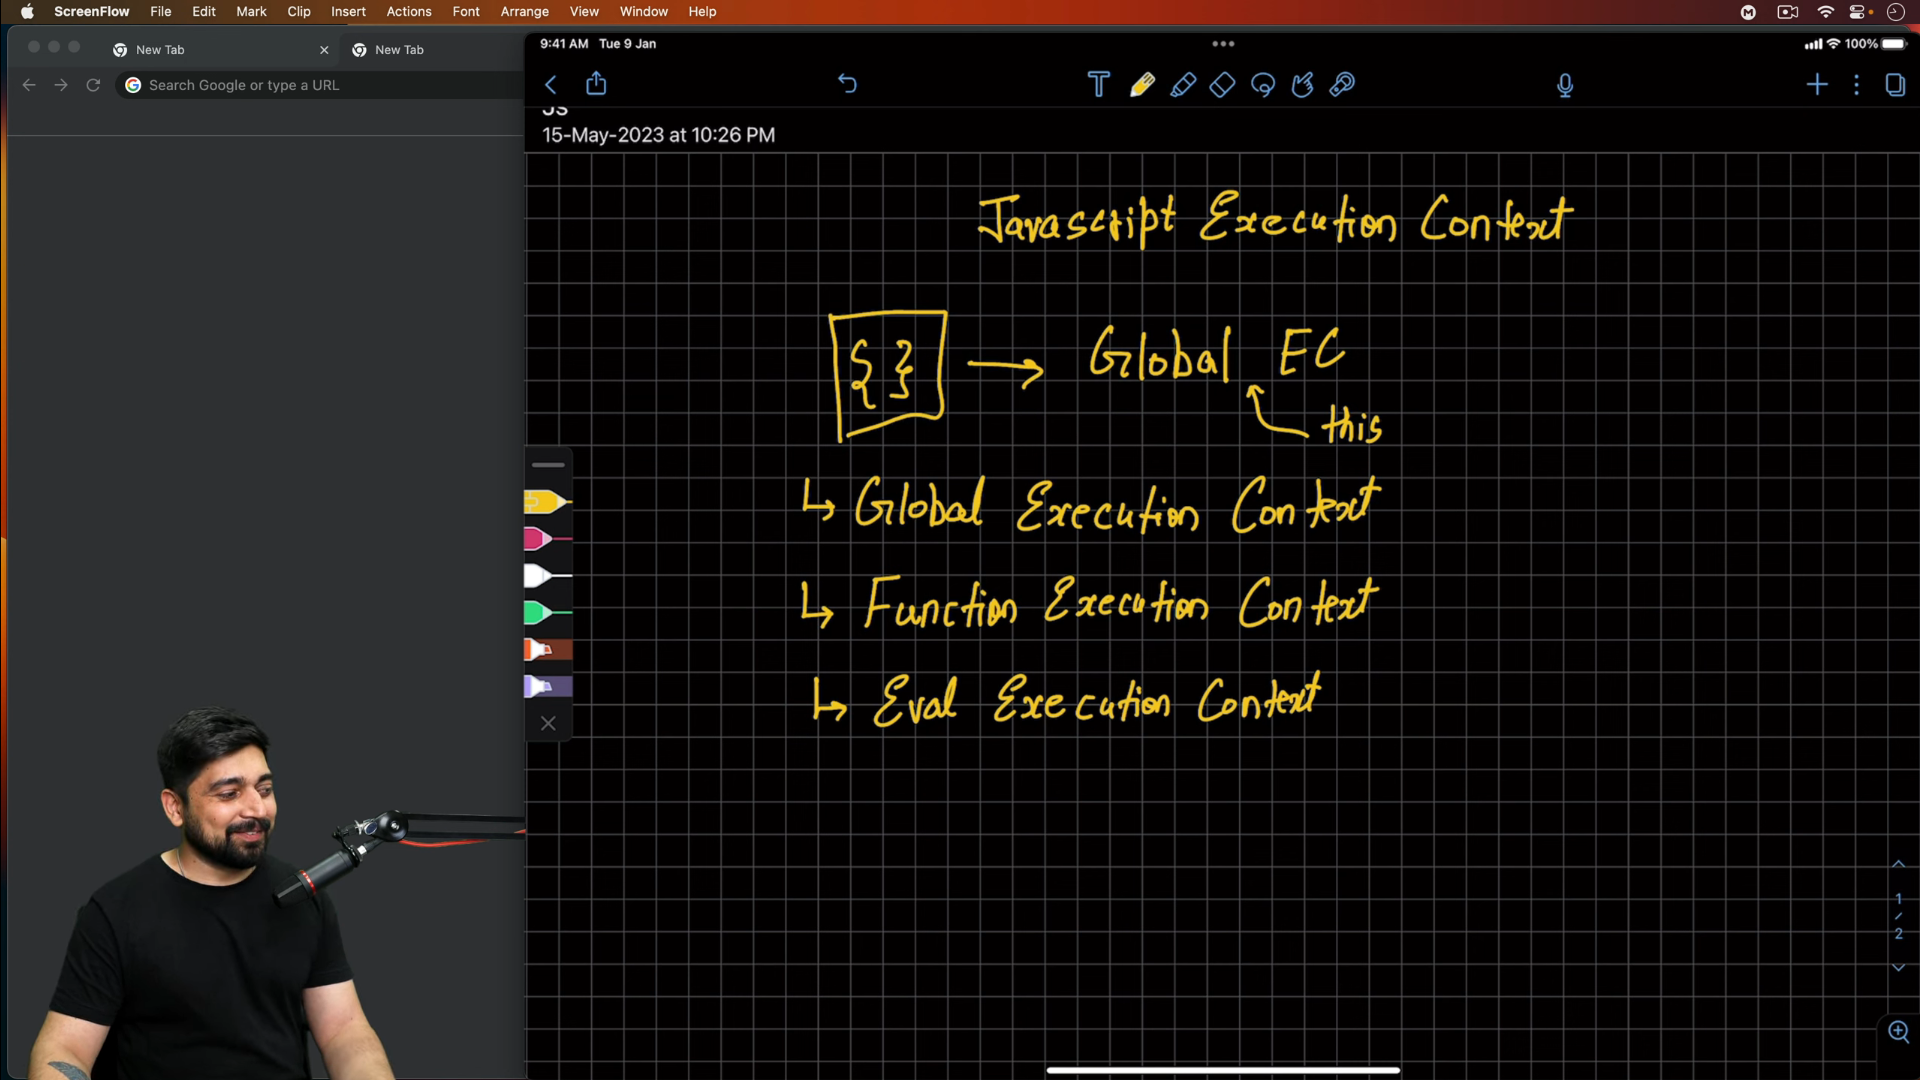 ScreenFlow File Edit Mark Clip Insert Actions Font Arrange View Window Help
New Tab
New Tab
Search Google or type a URL
9:41 AM Tue 9 Jan
100%
JS
15-May-2023 at 10:26 PM
Javascript Execution Context
{ } → Global EC
this
↳ Global Execution Context
↳ Function Execution Context
↳ Eval Execution Context
1
/
2